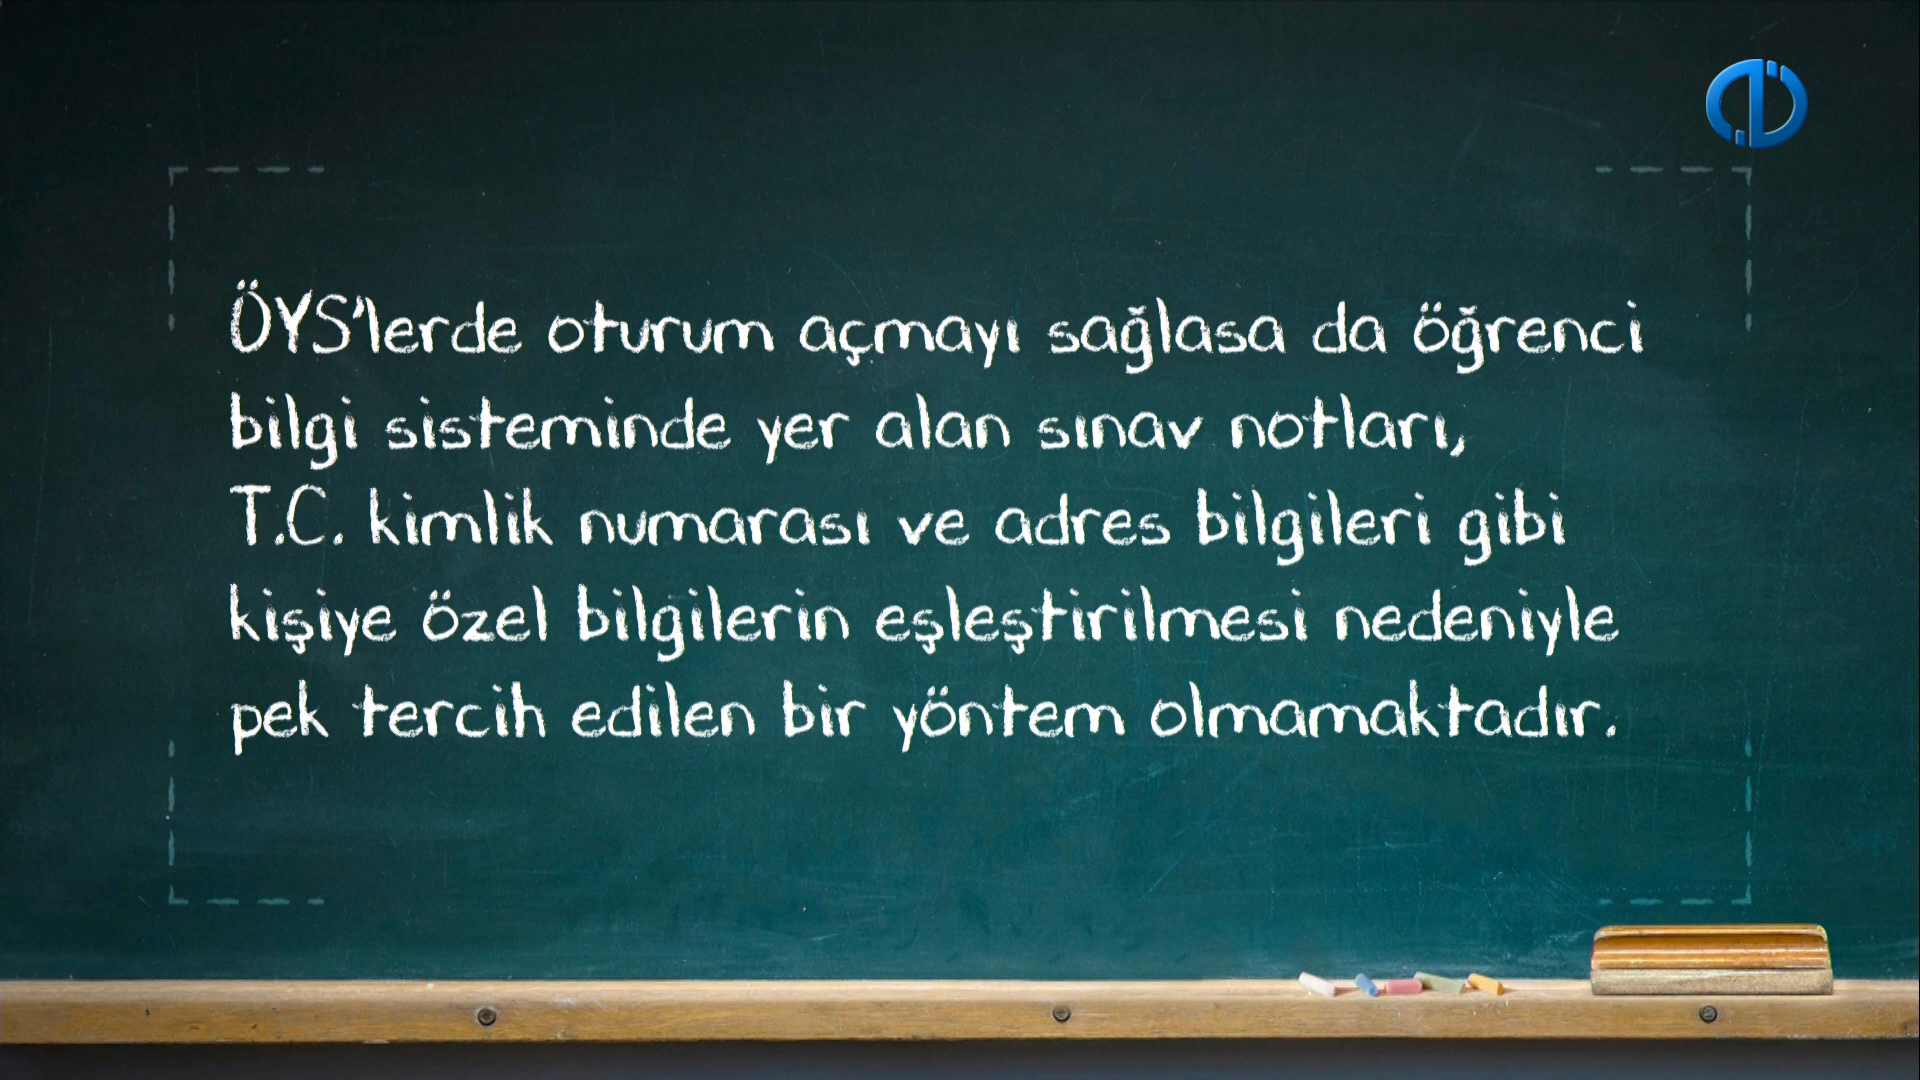 ÖYS'lerde oturum açmayı sağlasa da öğrenci
bilgi sisteminde yer alan sınav notları,
T.C. kimlik numarası ve adres bilgileri gibi
kişiye özel bilgilerin eşleştirilmesi nedeniyle
pek tercih edilen bir yöntem olmamaktadır.